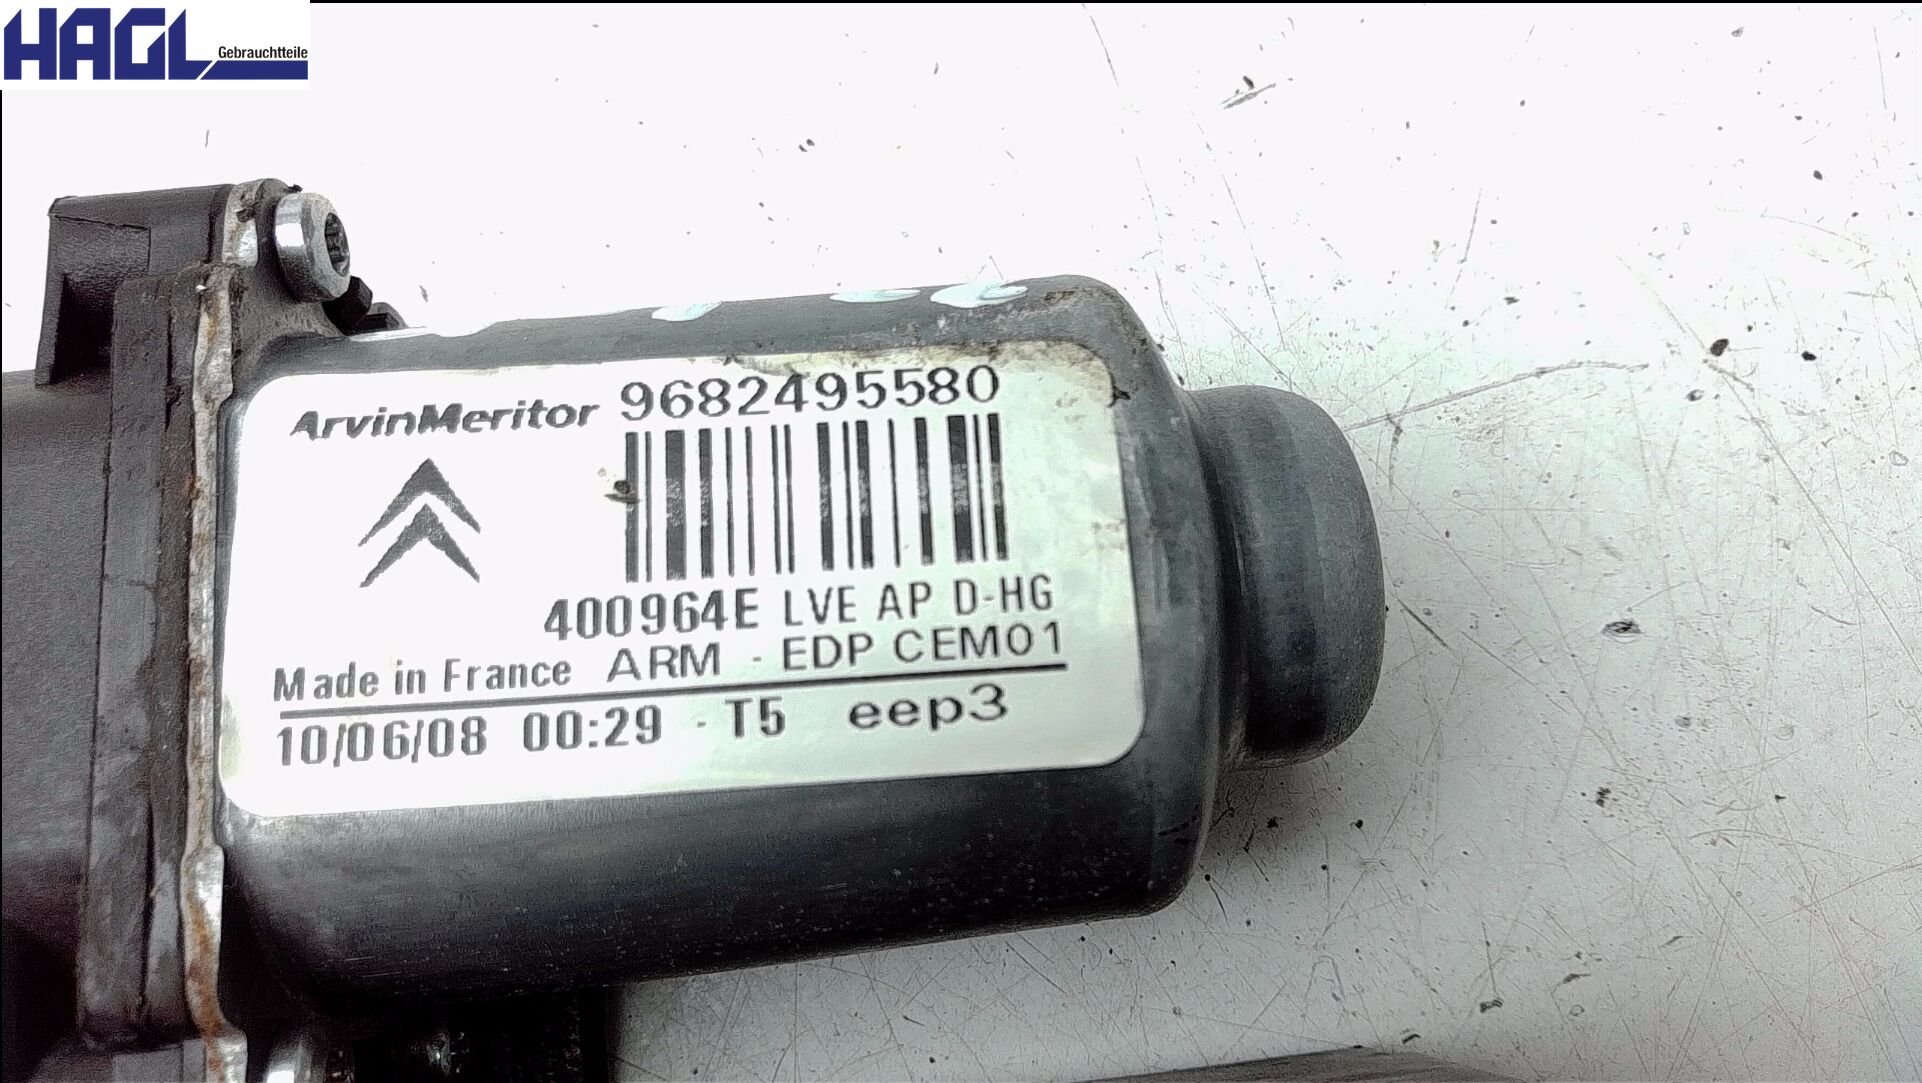 HAGL Gebrauchtteile
ArvinMeritor 9682495580
400964E LVE AP D-HG
Made in France ARM - EDP CEM01
10/06/08 00:29 - T5 eep3